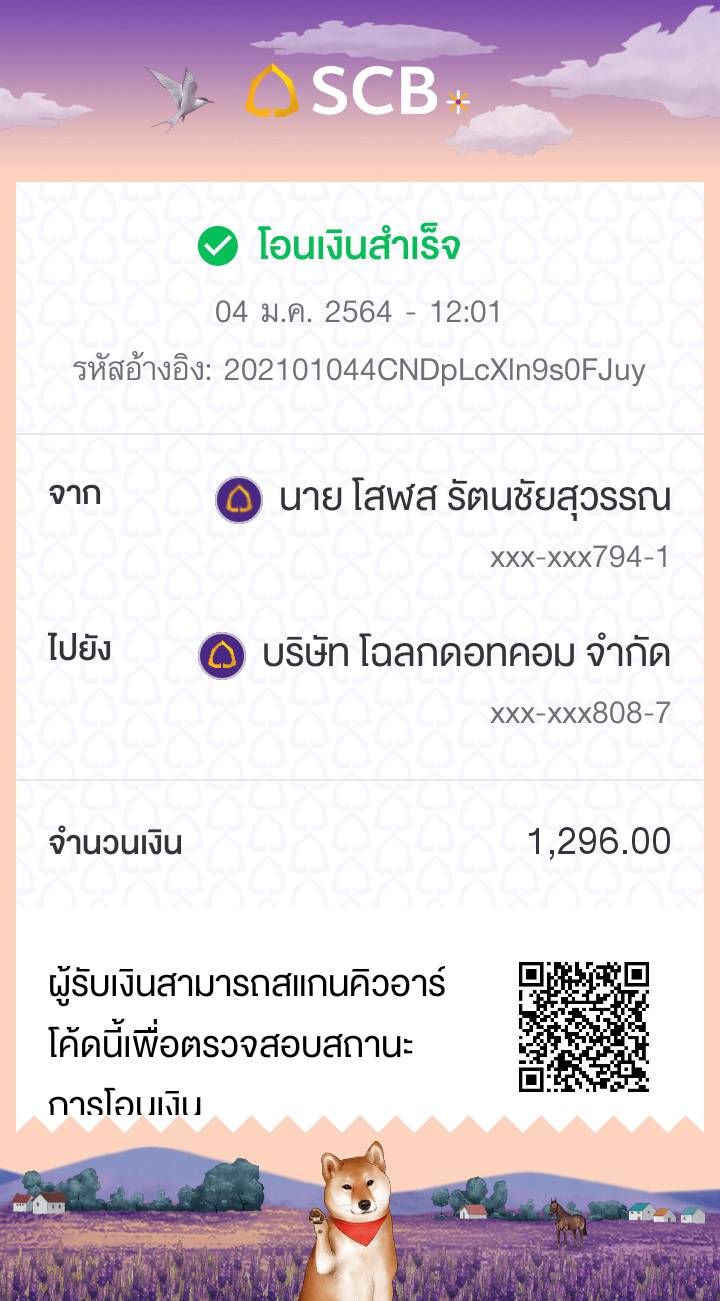 SCB
โอนเงินสำเร็จ
04 ม.ค. 2564 - 12:01
รหัสอ้างอิง: 202101044CNDpLcXln9s0FJuy
จาก
นาย โสฬส รัตนชัยสุวรรณ
xxx-xxx794-1
ไปยัง
บริษัท โฉลกดอทคอม จำกัด
xxx-xxx808-7
จำนวนเงิน 1,296.00
ผู้รับเงินสามารถสแกนคิวอาร์
โค้ดนี้เพื่อตรวจสอบสถานะ
การโอนเงิน